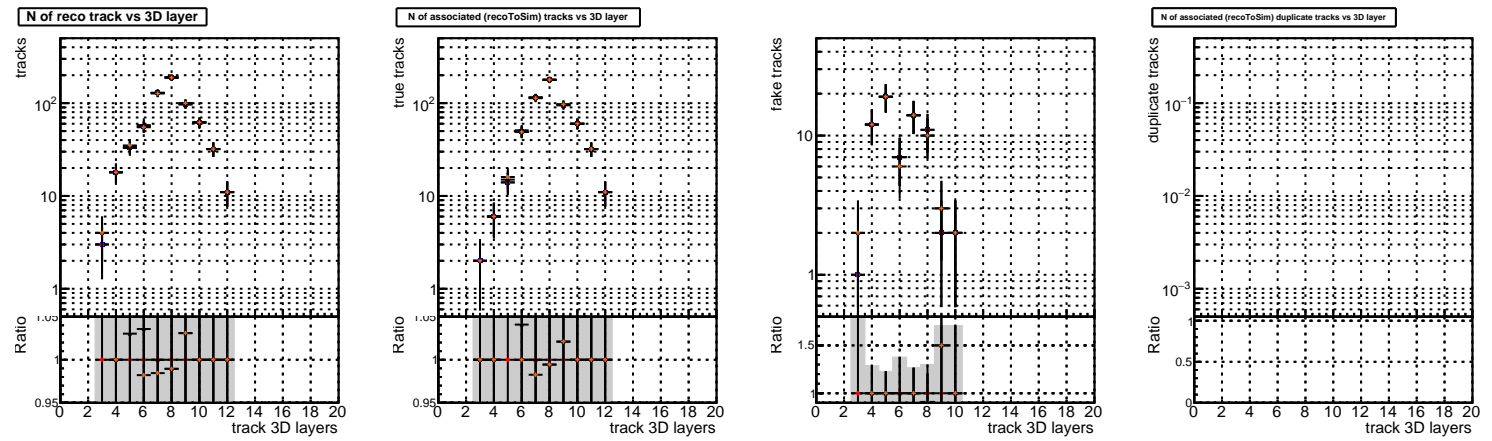 N of reco track vs 3D layer
tracks
10²
10
1
Ratio
1.05
1
0.95
0 2 4 6 8 10 12 14 16 18 20
track 3D layers
N of associated (recoToSim) tracks vs 3D layer
true tracks
10²
10
1
Ratio
1.05
1
0.95
0 2 4 6 8 10 12 14 16 18 20
track 3D layers
fake tracks
10
1
Ratio
1.5
1
0 2 4 6 8 10 12 14 16 18 20
track 3D layers
N of associated (recoToSim) duplicate tracks vs 3D layer
duplicate tracks
10⁻¹
10⁻²
10⁻³
Ratio
1
0.5
0
0 2 4 6 8 10 12 14 16 18 20
track 3D layers